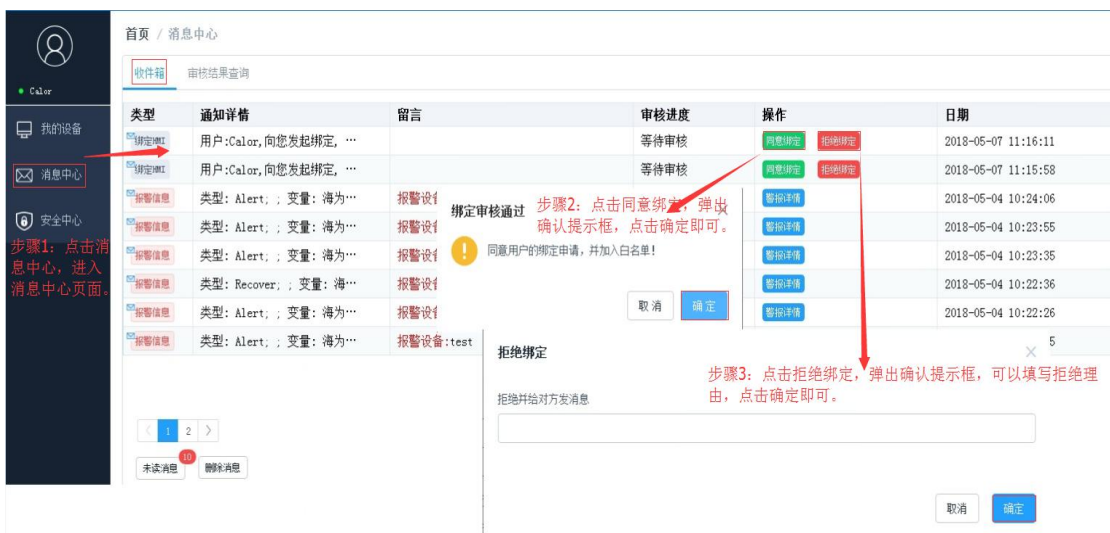 首页 / 消息中心
Calor
我的设备
消息中心
安全中心
步骤1：点击消
息中心，进入
消息中心页面。
收件箱 审核结果查询
类型 通知详情 留言 审核进度 操作 日期
绑定HMI 用户:Calor,向您发起绑定, … 等待审核 同意绑定 拒绝绑定 2018-05-07 11:16:11
绑定HMI 用户:Calor,向您发起绑定, … 等待审核 同意绑定 拒绝绑定 2018-05-07 11:15:58
报警信息 类型: Alert; ; 变量: 海为… 报警设 警报详情 2018-05-04 10:24:06
报警信息 类型: Alert; ; 变量: 海为… 报警设 警报详情 2018-05-04 10:23:55
报警信息 类型: Alert; ; 变量: 海为… 报警设 警报详情 2018-05-04 10:23:35
报警信息 类型: Recover; ; 变量: 海… 报警设 警报详情 2018-05-04 10:22:36
报警信息 类型: Alert; ; 变量: 海为… 报警设 警报详情 2018-05-04 10:22:26
报警信息 类型: Alert; ; 变量: 海为… 报警设备:test 5
绑定审核通过
步骤2：点击同意绑定，弹出
确认提示框，点击确定即可。
同意用户的绑定申请，并加入白名单!
取消 确定
拒绝绑定
步骤3：点击拒绝绑定，弹出确认提示框，可以填写拒绝理
由，点击确定即可。
拒绝并给对方发消息
取消 确定
1 2
未读消息 10 删除消息